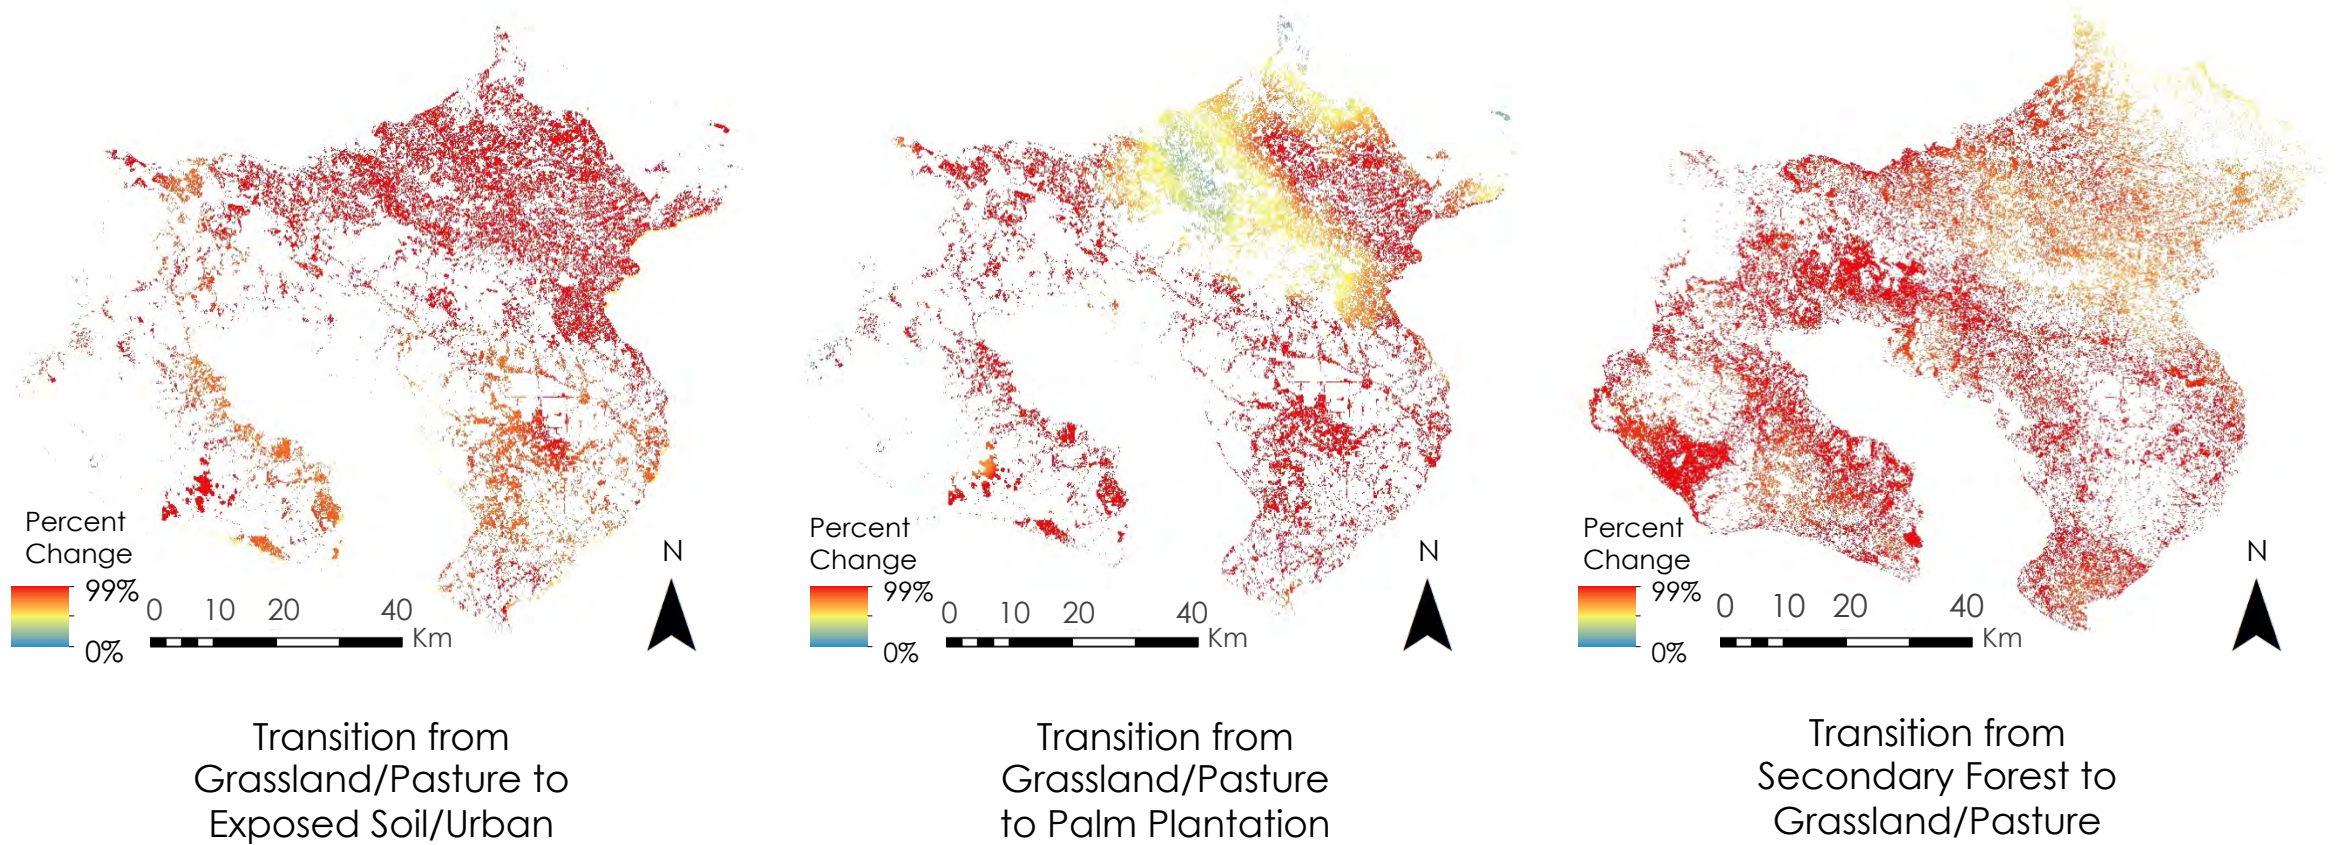 Percent
Change
99%
0%
0 10 20 40
Km
N
Transition from
Grassland/Pasture to
Exposed Soil/Urban
Percent
Change
99%
0%
0 10 20 40
Km
N
Transition from
Grassland/Pasture
to Palm Plantation
Percent
Change
99%
0%
0 10 20 40
Km
N
Transition from
Secondary Forest to
Grassland/Pasture